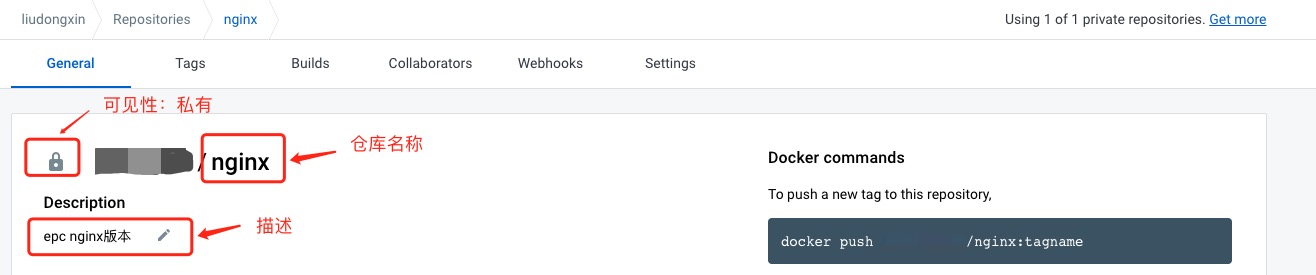 liudongxin Repositories nginx Using 1 of 1 private repositories. Get more
General Tags Builds Collaborators Webhooks Settings
可见性：私有
/ nginx
仓库名称
Description
epc nginx版本
描述
Docker commands
To push a new tag to this repository,
docker push /nginx:tagname